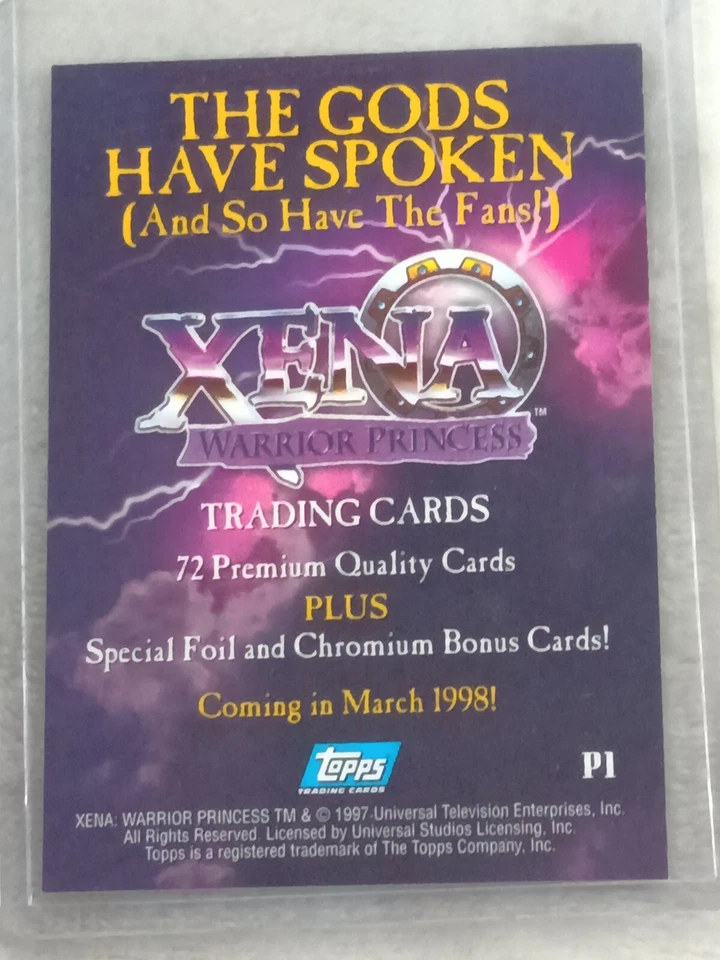 THE GODS
HAVE SPOKEN
(And So Have The Fans!)
XENA
WARRIOR PRINCESS™
TRADING CARDS
72 Premium Quality Cards
PLUS
Special Foil and Chromium Bonus Cards!
Coming in March 1998!
TOPPS
TRADING CARDS
P1
XENA: WARRIOR PRINCESS TM & © 1997 Universal Television Enterprises, Inc.
All Rights Reserved. Licensed by Universal Studios Licensing, Inc.
Topps is a registered trademark of The Topps Company, Inc.